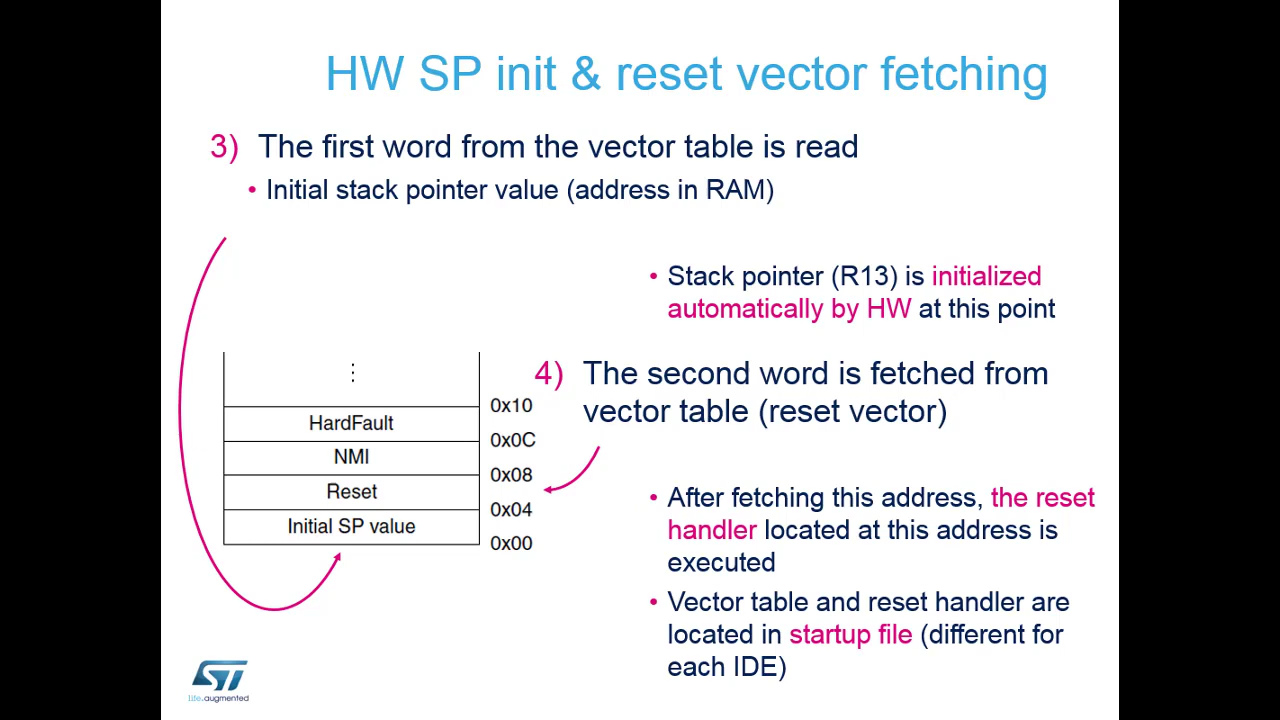 HW SP init & reset vector fetching
3) The first word from the vector table is read
• Initial stack pointer value (address in RAM)
• Stack pointer (R13) is initialized
automatically by HW at this point
4) The second word is fetched from
vector table (reset vector)
⋮
0x10
HardFault
0x0C
NMI
0x08
Reset
0x04
Initial SP value
0x00
• After fetching this address, the reset
handler located at this address is
executed
• Vector table and reset handler are
located in startup file (different for
each IDE)
ST
life.augmented